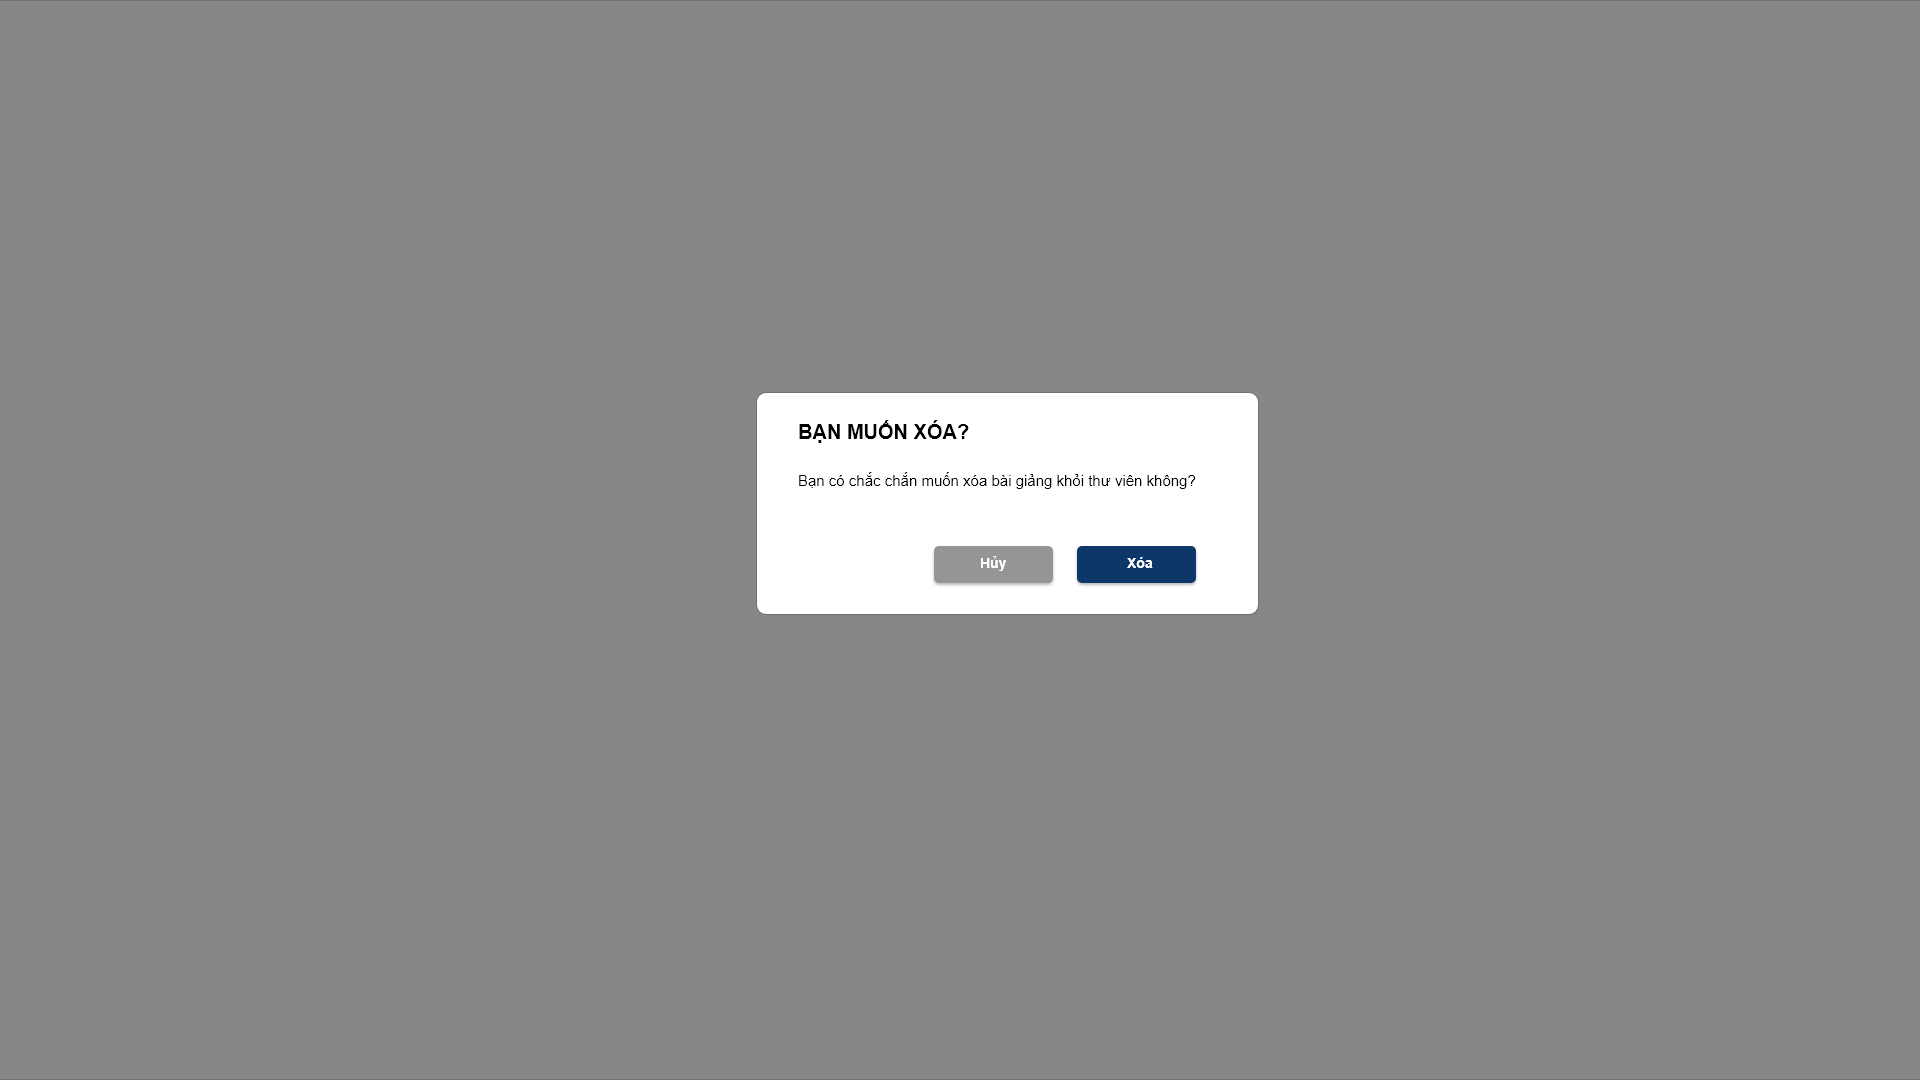 BẠN MUỐN XÓA?
Bạn có chắc chắn muốn xóa bài giảng khỏi thư viên không?
Hủy
Xóa